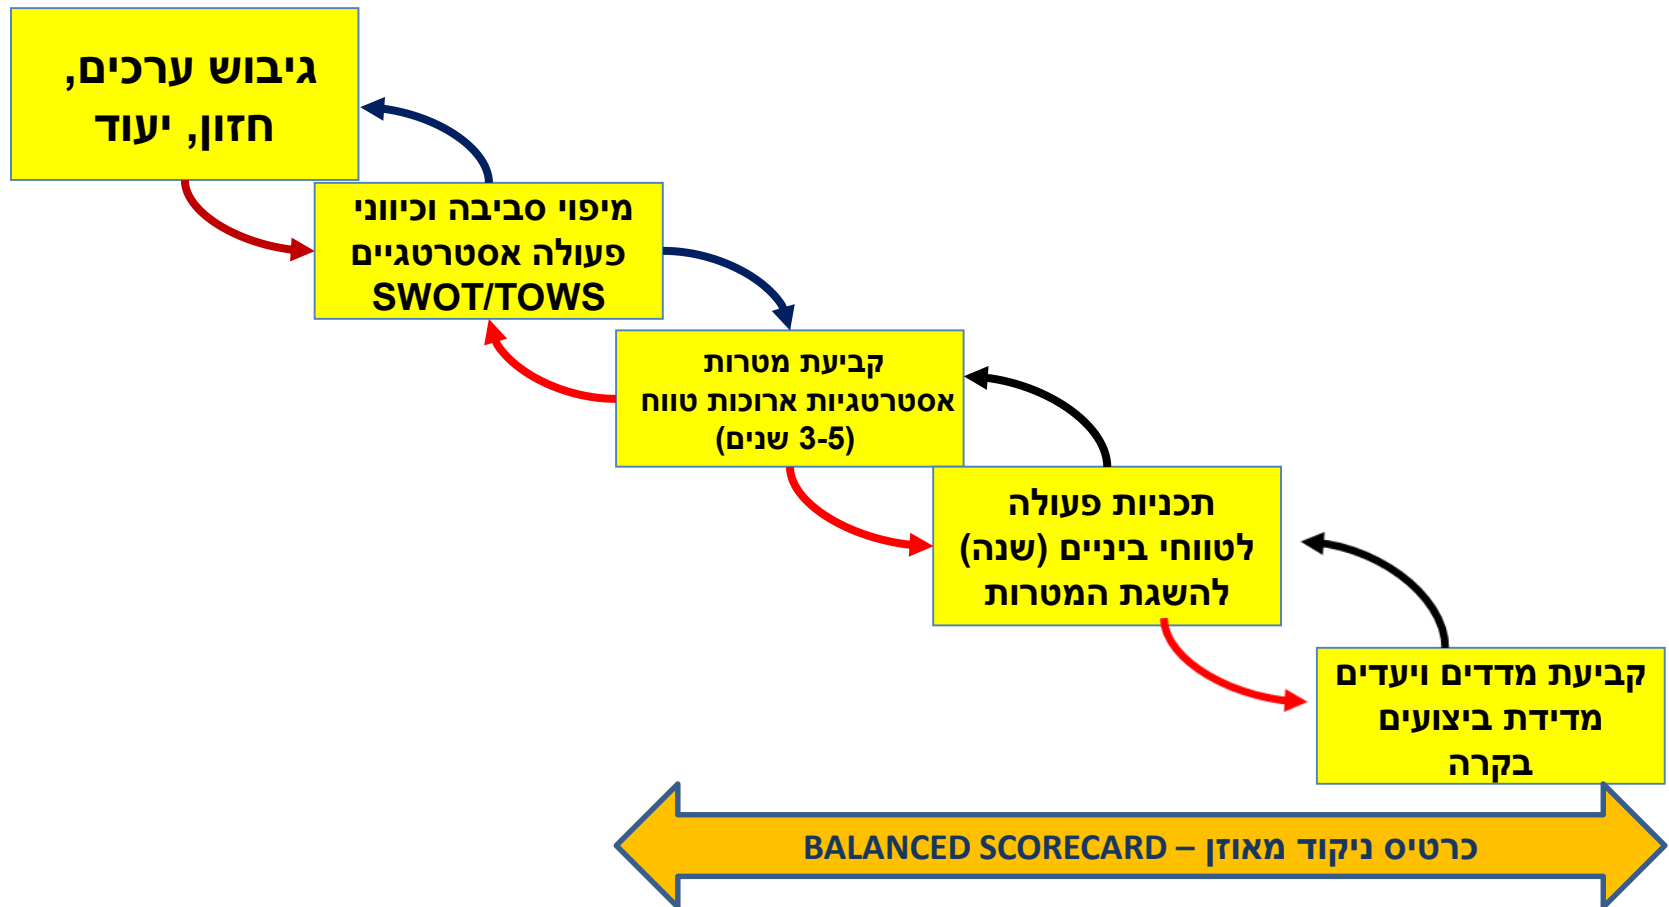 גיבוש ערכים,
חזון, יעוד
מיפוי סביבה וכיווני
פעולה אסטרטגיים
SWOT/TOWS
קביעת מטרות
אסטרטגיות ארוכות טווח
(3-5 שנים)
תכניות פעולה
לטווחי ביניים (שנה)
להשגת המטרות
קביעת מדדים ויעדים
מדידת ביצועים
בקרה
כרטיס ניקוד מאוזן – BALANCED SCORECARD